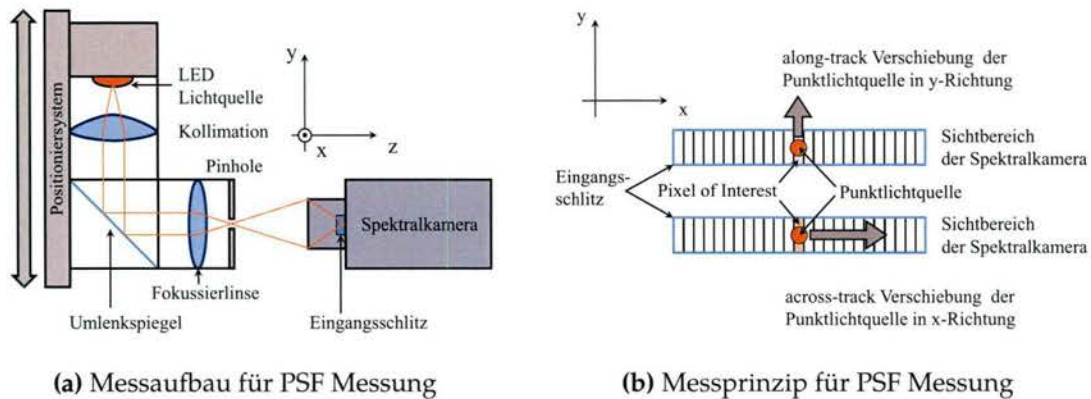 LED
Lichtquelle
Kollimation
Positioniersystem
y
x
z
Pinhole
Spektralkamera
Fokussierlinse
Umlenkspiegel
Eingangsschlitz
(a) Messaufbau für PSF Messung
y
x
along-track Verschiebung der
Punktlichtquelle in y-Richtung
Sichtbereich
der Spektralkamera
Eingangs-
schlitz
Pixel of Interest
Punktlichtquelle
Sichtbereich
der Spektralkamera
across-track Verschiebung der
Punktlichtquelle in x-Richtung
(b) Messprinzip für PSF Messung